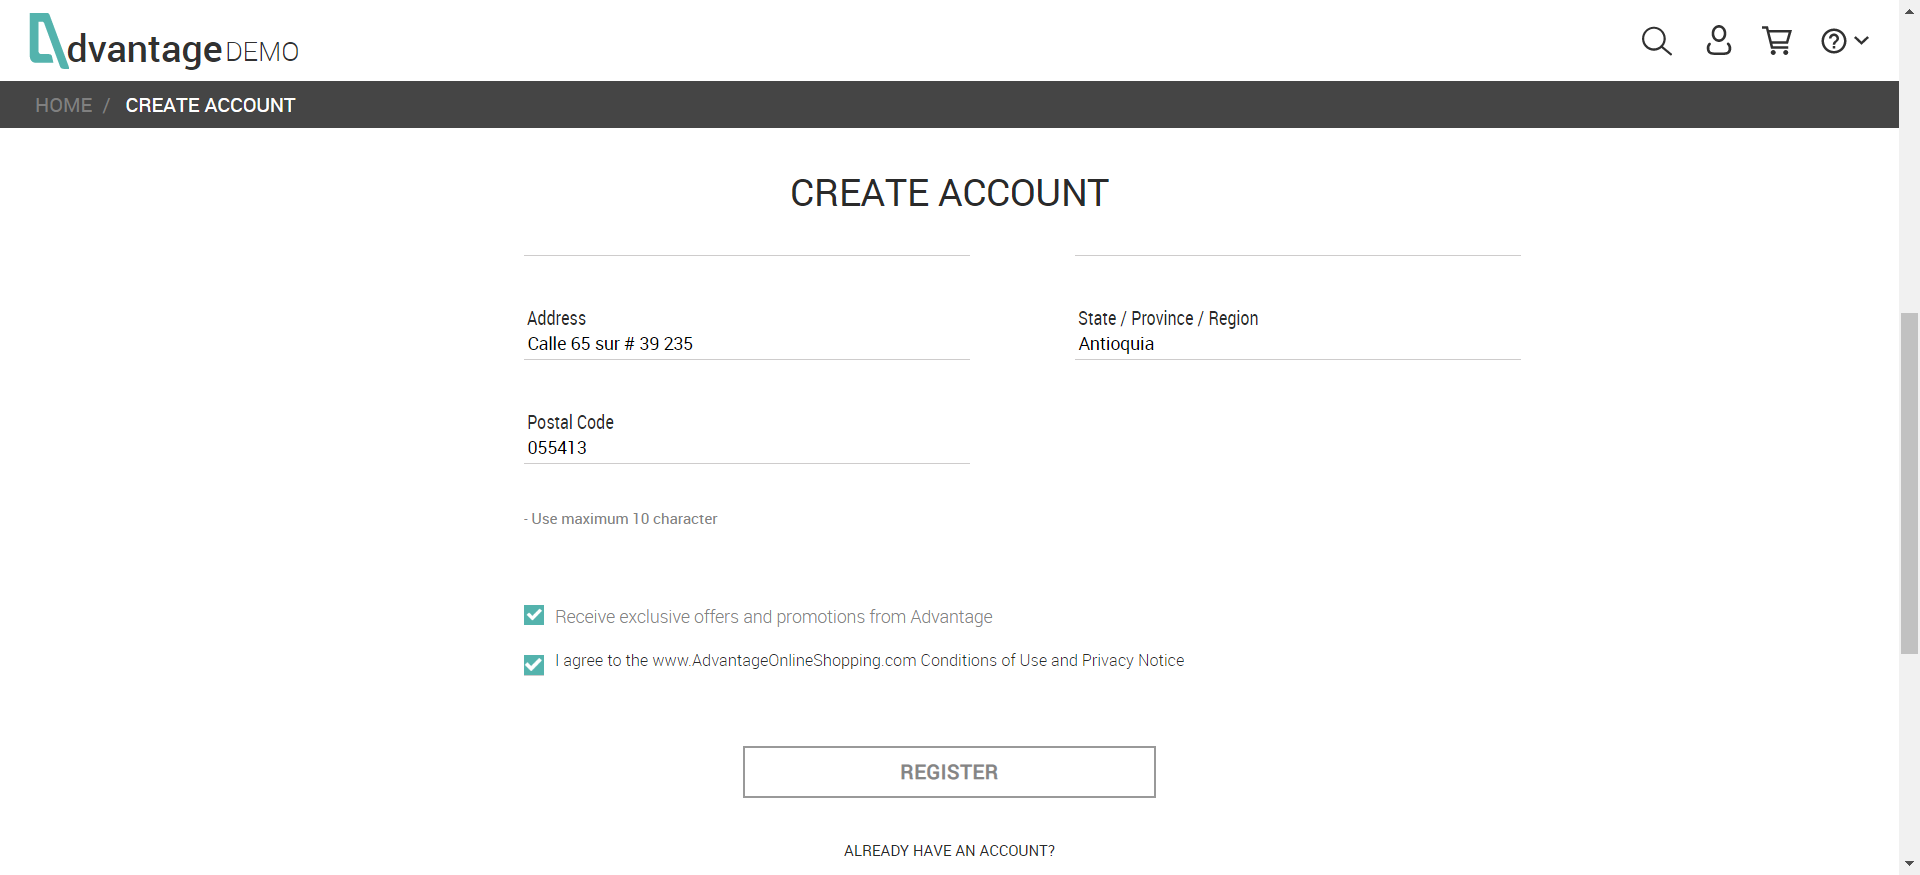 dvantage DEMO
HOME / CREATE ACCOUNT
CREATE ACCOUNT
Address
State / Province / Region
Calle 65 sur # 39 235
Antioquia
Postal Code
055413
- Use maximum 10 character
Receive exclusive offers and promotions from Advantage
I agree to the www.AdvantageOnlineShopping.com Conditions of Use and Privacy Notice
REGISTER
ALREADY HAVE AN ACCOUNT?